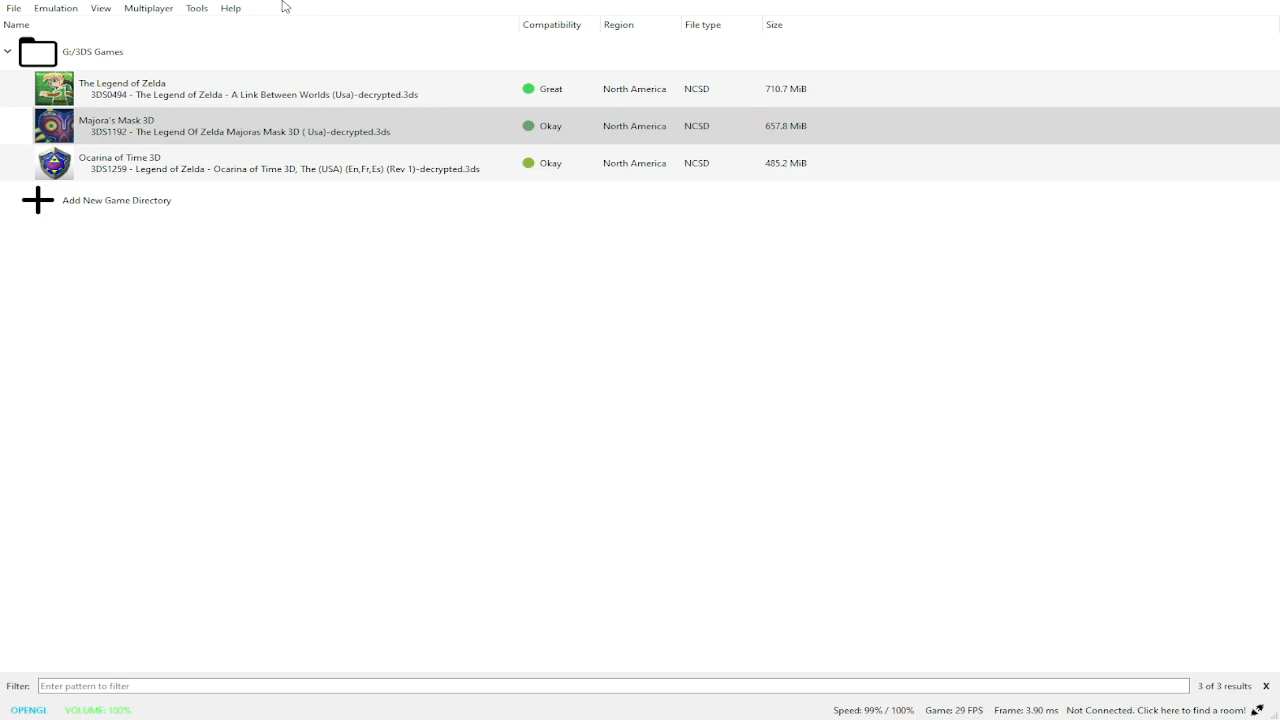 File Emulation View Multiplayer Tools Help
Name Compatibility Region File type Size
G:/3DS Games
The Legend of Zelda
3DS0494 - The Legend of Zelda - A Link Between Worlds (Usa)-decrypted.3ds Great North America NCSD 710.7 MiB
Majora's Mask 3D
3DS1192 - The Legend Of Zelda Majoras Mask 3D ( Usa)-decrypted.3ds Okay North America NCSD 657.8 MiB
Ocarina of Time 3D
3DS1259 - Legend of Zelda - Ocarina of Time 3D, The (USA) (En,Fr,Es) (Rev 1)-decrypted.3ds Okay North America NCSD 485.2 MiB
Add New Game Directory
Filter: Enter pattern to filter 3 of 3 results X
OPENGL VOLUME: 100% Speed: 99% / 100% Game: 29 FPS Frame: 3.90 ms Not Connected. Click here to find a room!